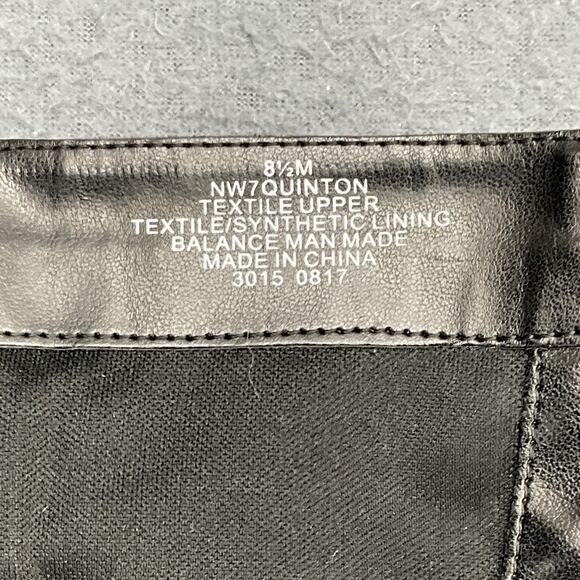 8½M
NW7QUINTON
TEXTILE UPPER
TEXTILE/SYNTHETIC LINING
BALANCE MAN MADE
MADE IN CHINA
3015 0817